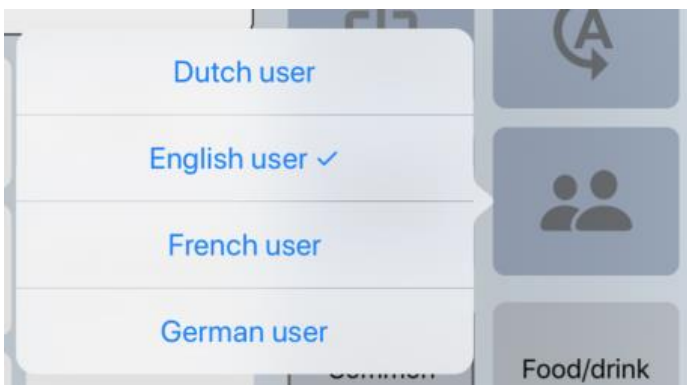 Dutch user
English user ✓
French user
German user
Food/drink
A